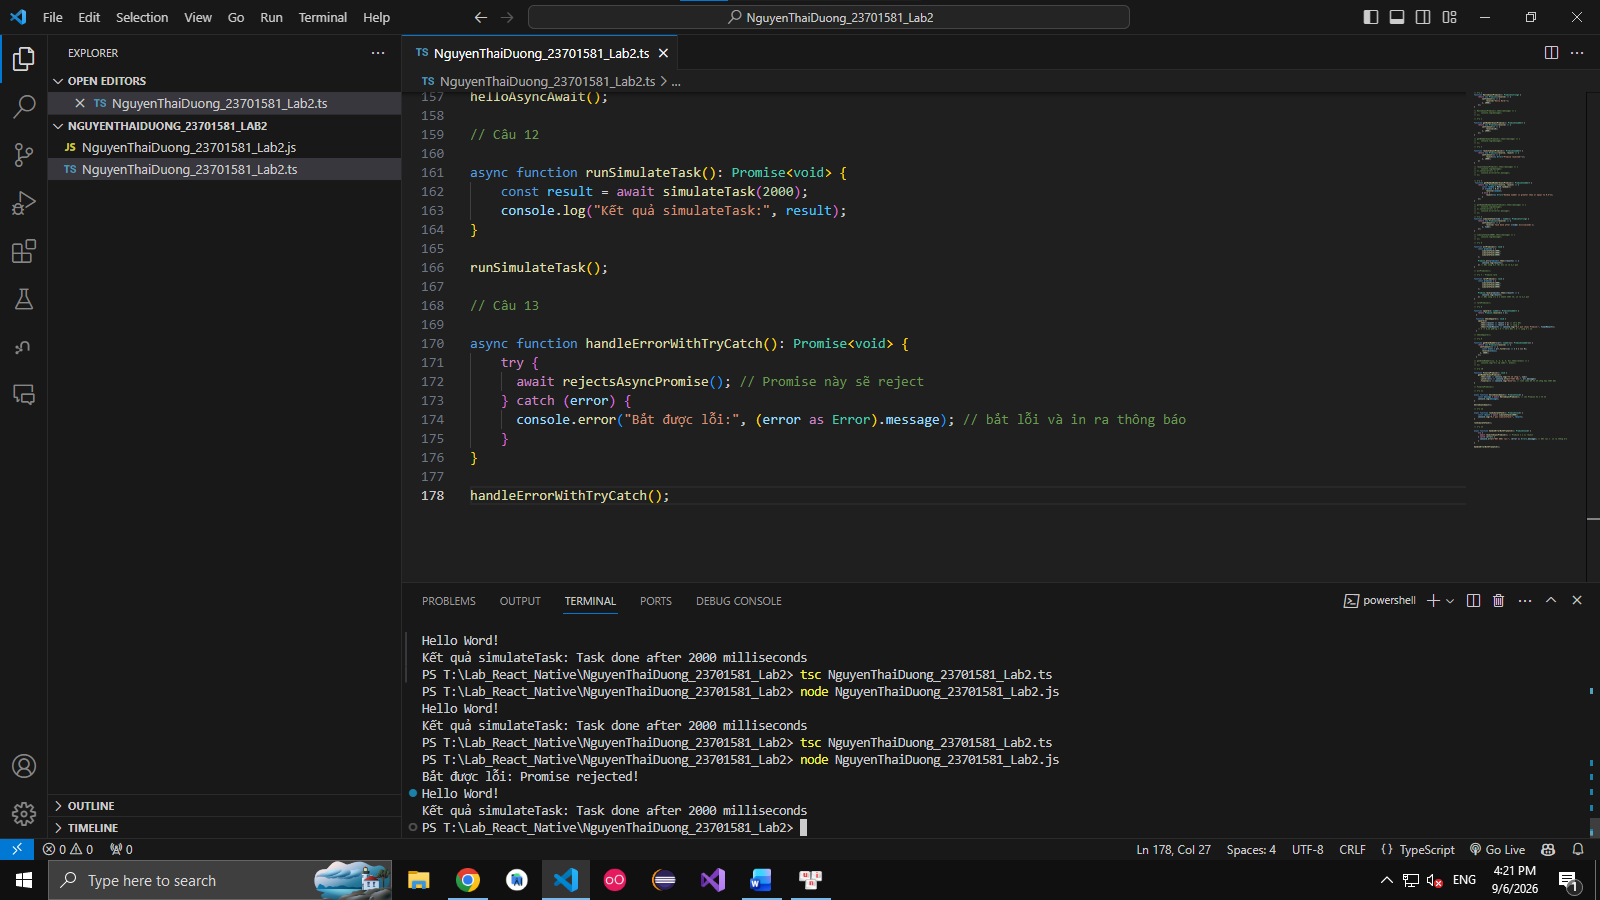 File Edit Selection View Go Run Terminal Help
NguyenThaiDuong_23701581_Lab2
EXPLORER
OPEN EDITORS
TS NguyenThaiDuong_23701581_Lab2.ts
NGUYENTHAIDUONG_23701581_LAB2
JS NguyenThaiDuong_23701581_Lab2.js
TS NguyenThaiDuong_23701581_Lab2.ts
OUTLINE
TIMELINE
TS NguyenThaiDuong_23701581_Lab2.ts
TS NguyenThaiDuong_23701581_Lab2.ts > ...
157 helloAsyncAwait();
158
159 // Câu 12
160
161 async function runSimulateTask(): Promise<void> {
162     const result = await simulateTask(2000);
163     console.log("Kết quả simulateTask:", result);
164 }
165
166 runSimulateTask();
167
168 // Câu 13
169
170 async function handleErrorWithTryCatch(): Promise<void> {
171     try {
172       await rejectsAsyncPromise(); // Promise này sẽ reject
173     } catch (error) {
174       console.error("Bắt được lỗi:", (error as Error).message); // bắt lỗi và in ra thông báo
175     }
176 }
177
178 handleErrorWithTryCatch();
PROBLEMS OUTPUT TERMINAL PORTS DEBUG CONSOLE
powershell
Hello Word!
Kết quả simulateTask: Task done after 2000 milliseconds
PS T:\Lab_React_Native\NguyenThaiDuong_23701581_Lab2> tsc NguyenThaiDuong_23701581_Lab2.ts
PS T:\Lab_React_Native\NguyenThaiDuong_23701581_Lab2> node NguyenThaiDuong_23701581_Lab2.js
Hello Word!
Kết quả simulateTask: Task done after 2000 milliseconds
PS T:\Lab_React_Native\NguyenThaiDuong_23701581_Lab2> tsc NguyenThaiDuong_23701581_Lab2.ts
PS T:\Lab_React_Native\NguyenThaiDuong_23701581_Lab2> node NguyenThaiDuong_23701581_Lab2.js
Bắt được lỗi: Promise rejected!
Hello Word!
Kết quả simulateTask: Task done after 2000 milliseconds
PS T:\Lab_React_Native\NguyenThaiDuong_23701581_Lab2>
0 0 0
Ln 178, Col 27 Spaces: 4 UTF-8 CRLF {} TypeScript Go Live
Type here to search
ENG
4:21 PM
9/6/2026
1